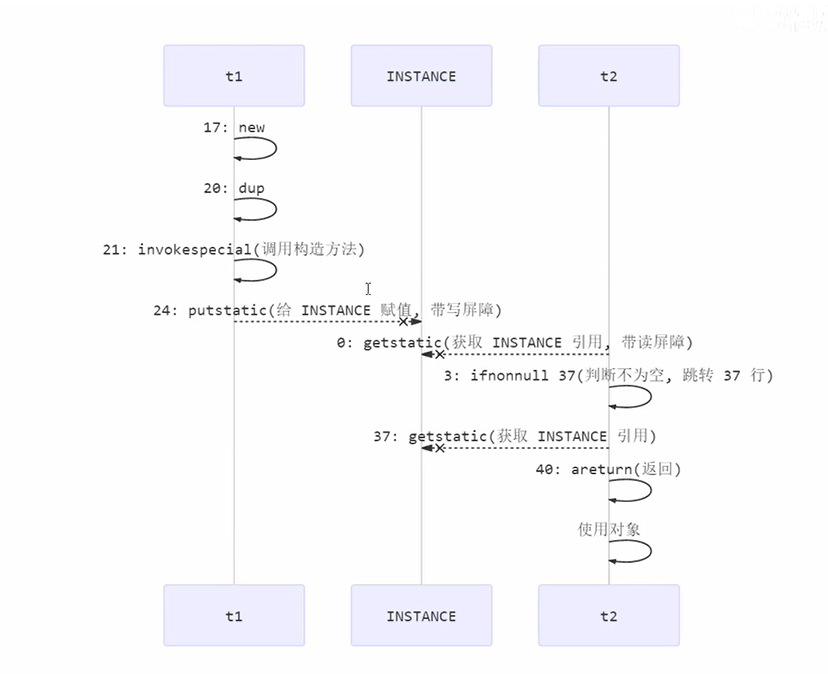 t1 INSTANCE t2
17: new
20: dup
21: invokespecial(调用构造方法)
24: putstatic(给 INSTANCE 赋值, 带写屏障)
0: getstatic(获取 INSTANCE 引用, 带读屏障)
3: ifnonnull 37(判断不为空, 跳转 37 行)
37: getstatic(获取 INSTANCE 引用)
40: areturn(返回)
使用对象
t1 INSTANCE t2